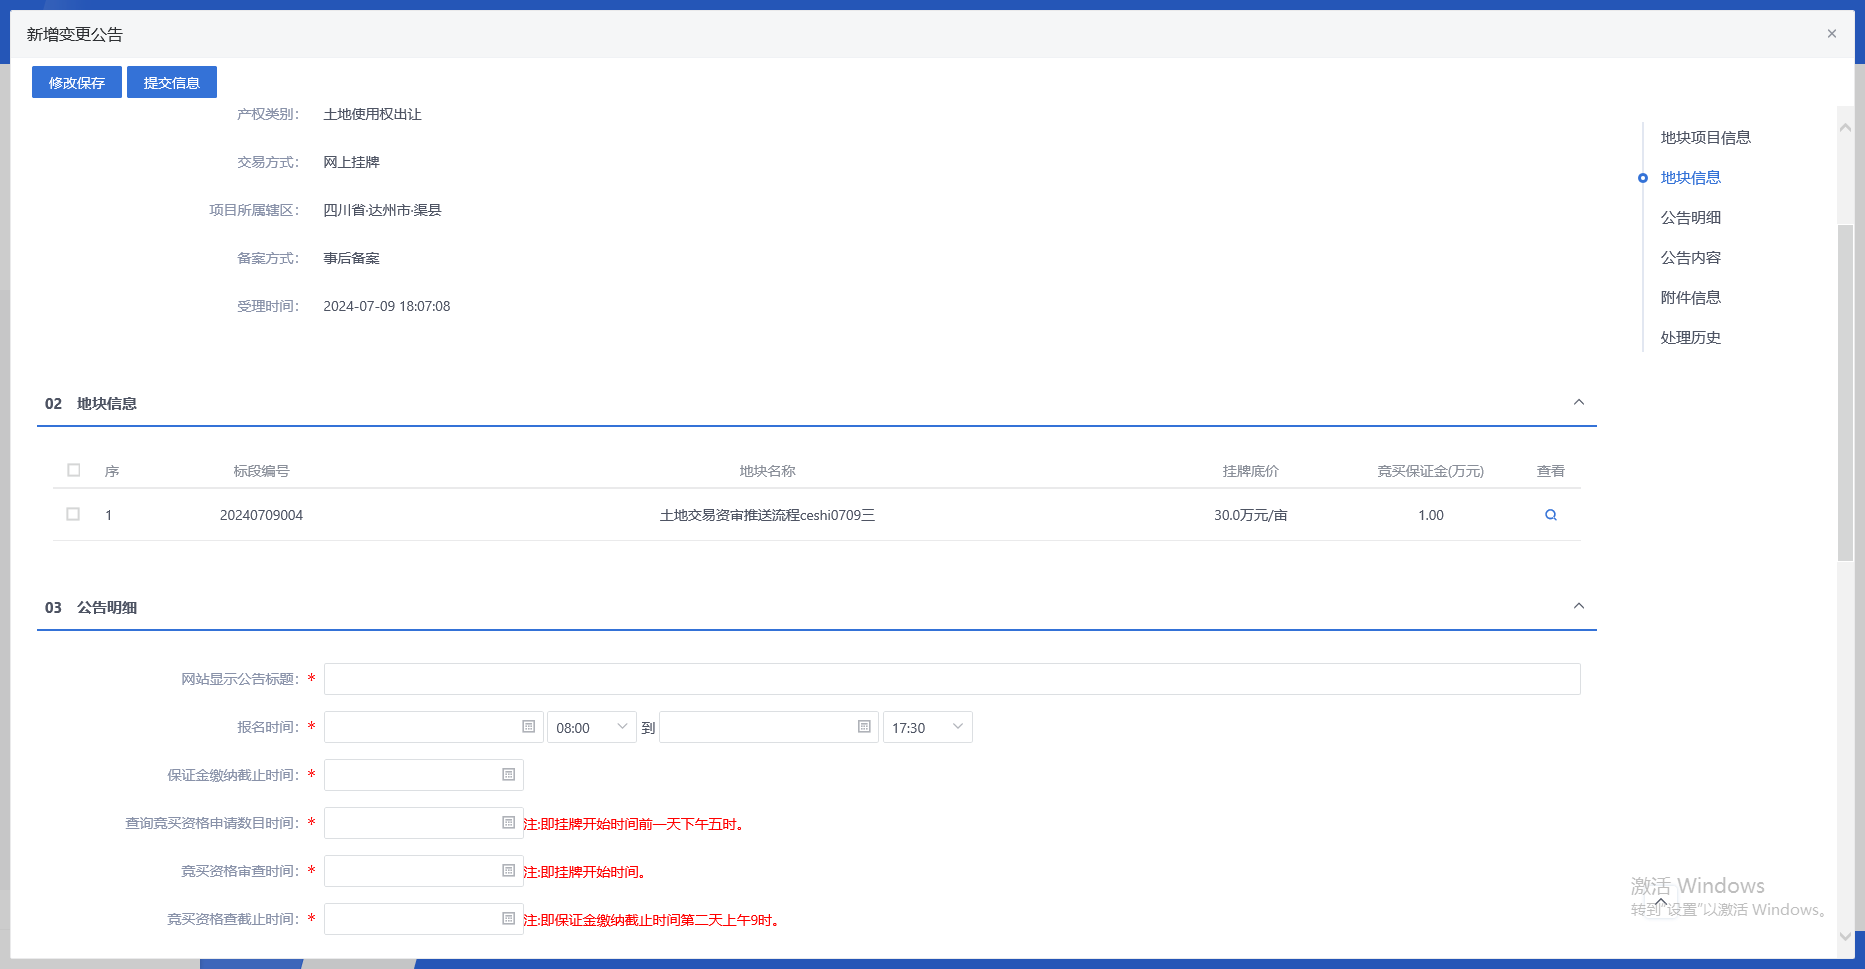 新增变更公告
修改保存 提交信息
产权类别： 土地使用权出让
交易方式： 网上挂牌
项目所属辖区： 四川省·达州市·渠县
备案方式： 事后备案
受理时间： 2024-07-09 18:07:08
地块项目信息
地块信息
公告明细
公告内容
附件信息
处理历史
02 地块信息
序 标段编号 地块名称 挂牌底价 竞买保证金(万元) 查看
1 20240709004 土地交易资审推送流程ceshi0709三 30.0万元/亩 1.00
03 公告明细
网站显示公告标题： *
报名时间： * 08:00 到 17:30
保证金缴纳截止时间： *
查询竞买资格申请数目时间： * 注:即挂牌开始时间前一天下午五时。
竞买资格审查时间： * 注:即挂牌开始时间。
竞买资格查截止时间： * 注:即保证金缴纳截止时间第二天上午9时。
激活 Windows
转到“设置”以激活 Windows。